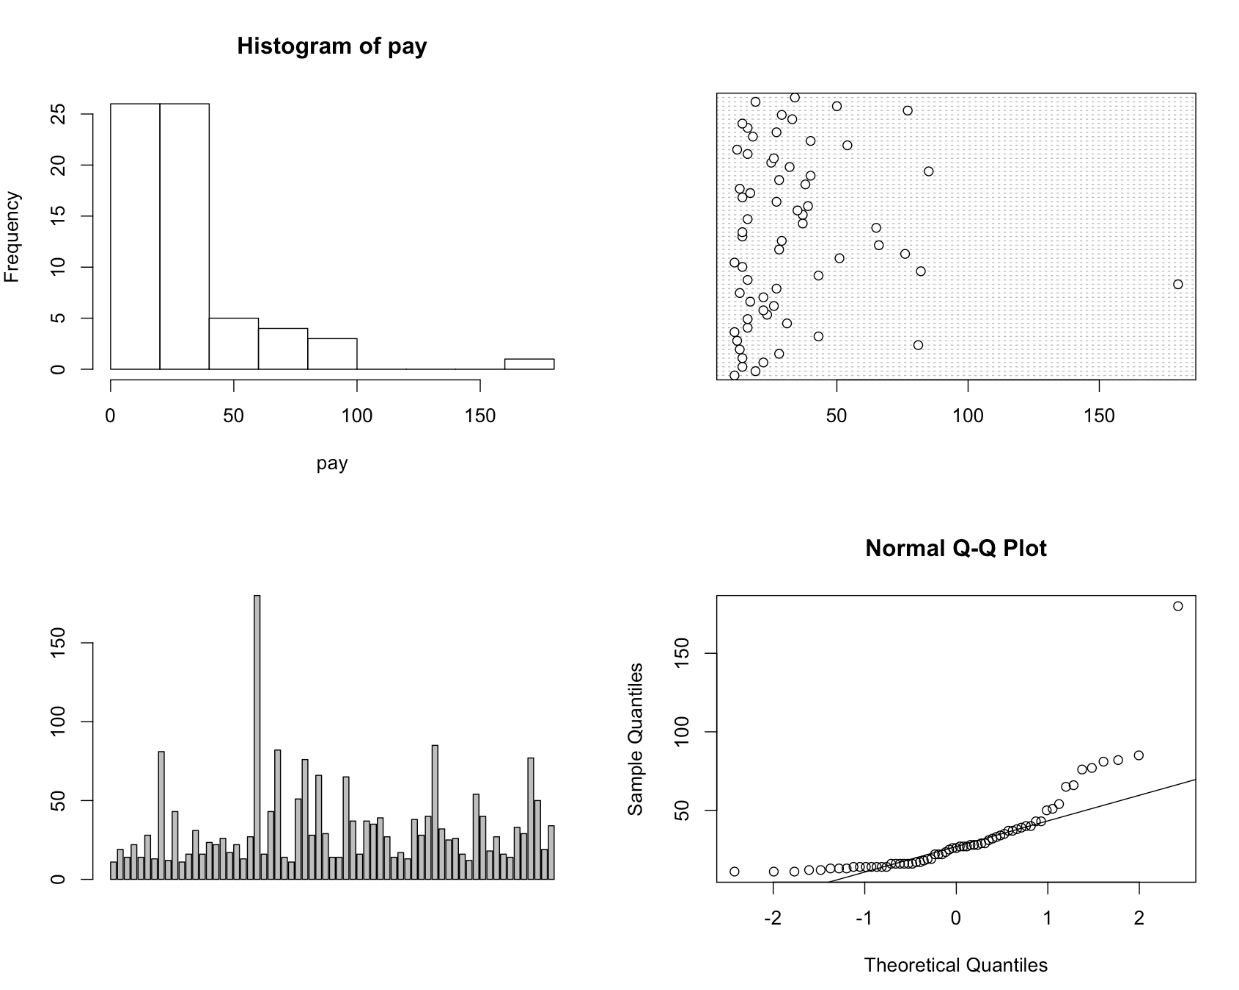 Histogram of pay
Frequency
25
20
15
10
5
0
0 50 100 150
pay
50 100 150
150
100
50
0
Normal Q-Q Plot
Sample Quantiles
150
100
50
-2 -1 0 1 2
Theoretical Quantiles